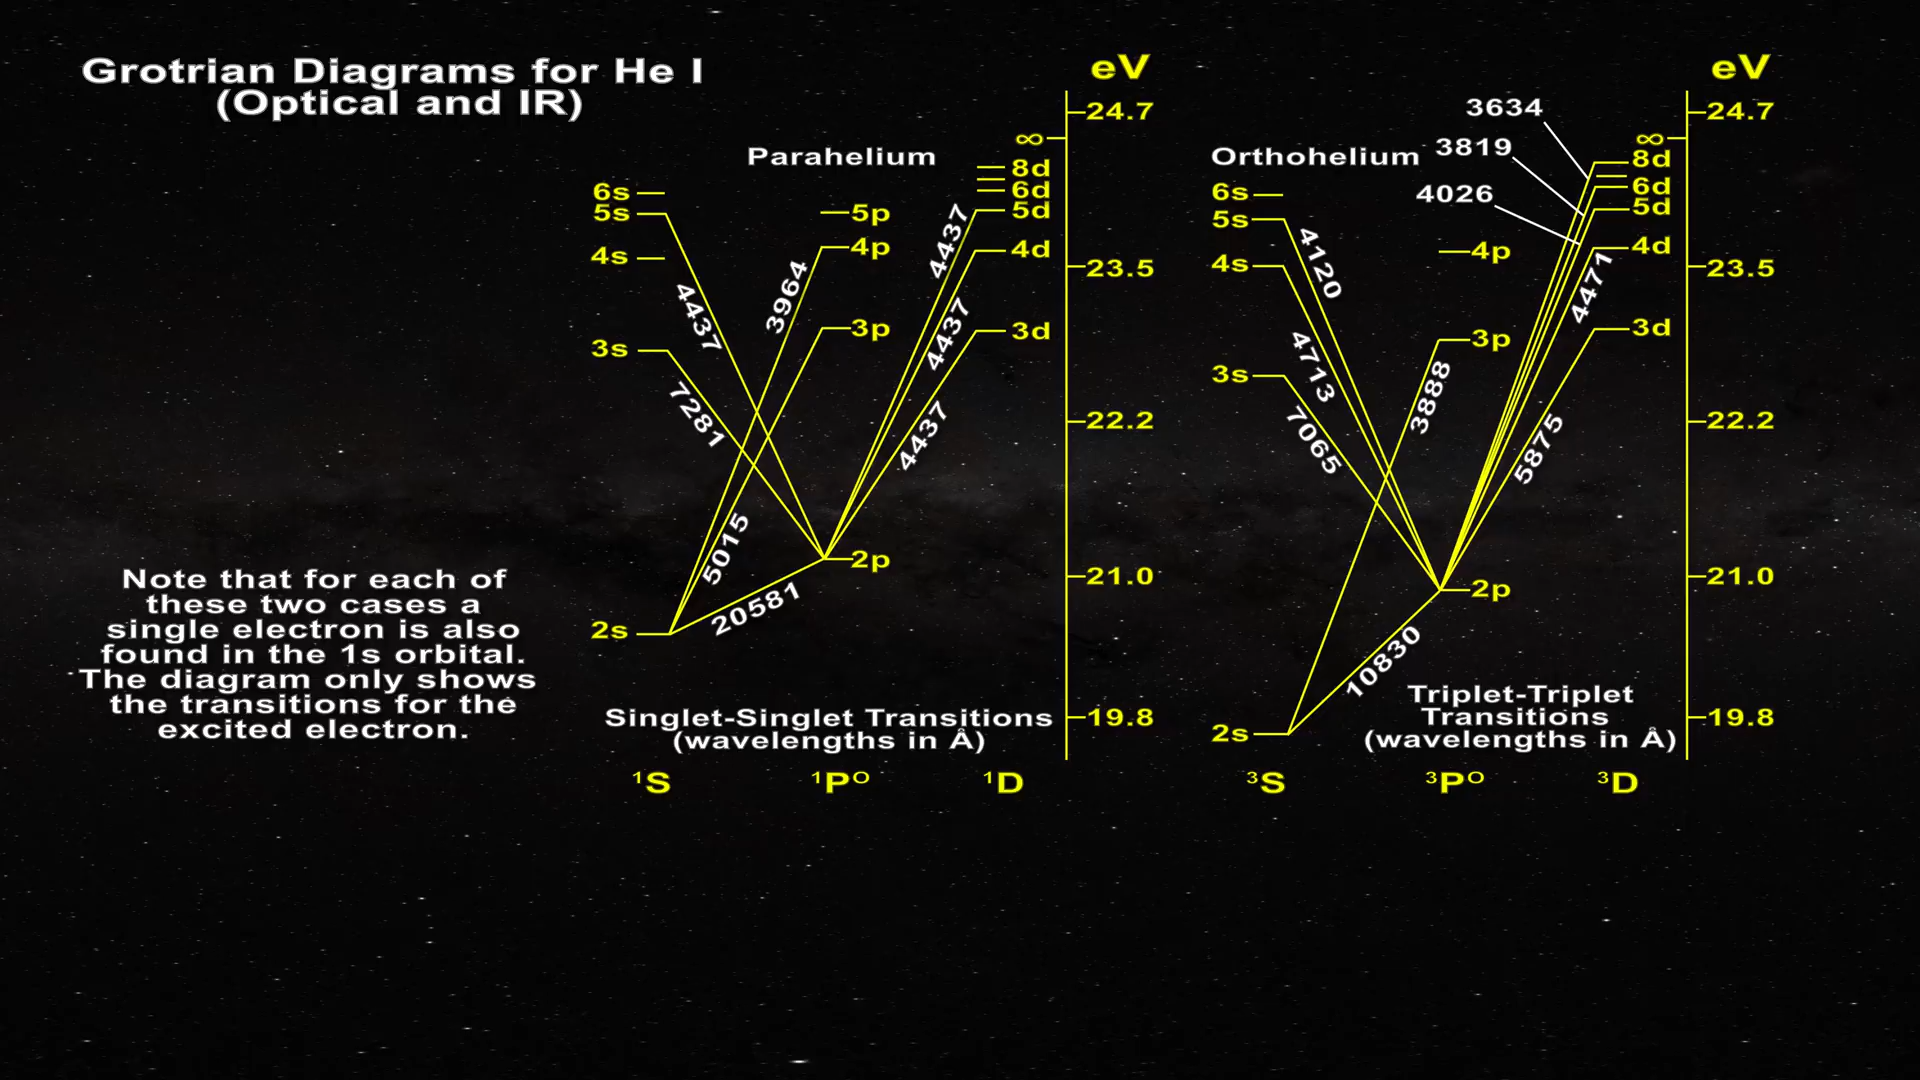 Grotrian Diagrams for He I
(Optical and IR)
Note that for each of
these two cases a
single electron is also
found in the 1s orbital.
The diagram only shows
the transitions for the
excited electron.
Parahelium
6s
5s
4s
3s
2s
5p
4p
3p
2p
∞
8d
6d
5d
4d
3d
4437
7281
3964
5015
20581
4437
4437
4437
eV
24.7
23.5
22.2
21.0
19.8
Singlet-Singlet Transitions
(wavelengths in Å)
¹S ¹Pᴼ ¹D
Orthohelium
3634
3819
4026
6s
5s
4s
3s
2s
4p
3p
2p
∞
8d
6d
5d
4d
3d
4120
4713
7065
3888
10830
4471
5875
eV
24.7
23.5
22.2
21.0
19.8
Triplet-Triplet
Transitions
(wavelengths in Å)
³S ³Pᴼ ³D